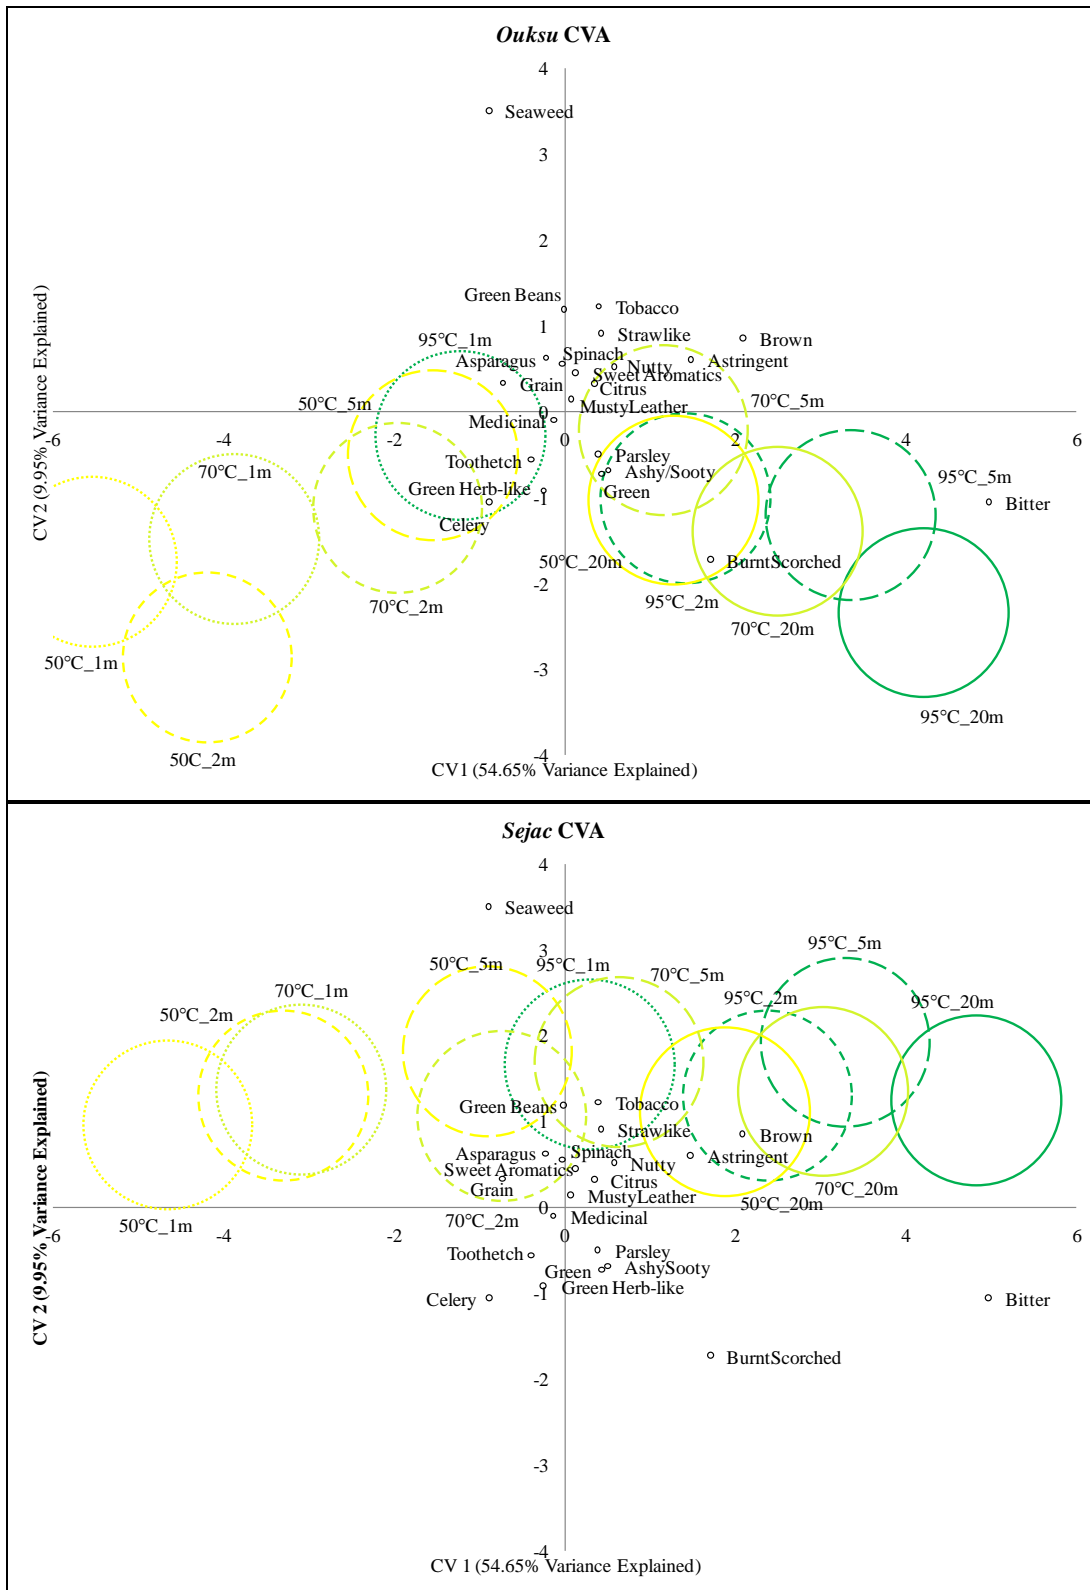 Ouksu CVA
4
Seaweed
3
2
Green Beans
Tobacco
1
Strawlike
95°C_1m
Brown
Asparagus
Spinach
Nutty
Astringent
Sweet Aromatics
Grain
Citrus
50°C_5m
MustyLeather
70°C_5m
0
Medicinal
-6
-4
-2
0
2
4
6
Parsley
Toothetch
Ashy/Sooty
70°C_1m
95°C_5m
Green Herb-like
Green
-1
Bitter
Celery
50°C_20m
BurntScorched
-2
70°C_2m
95°C_2m
70°C_20m
50°C_1m
-3
95°C_20m
50C_2m
-4
CV1 (54.65% Variance Explained)
CV2 (9.95% Variance Explained)
Sejac CVA
4
Seaweed
3
95°C_5m
50°C_5m
95°C_1m
70°C_5m
70°C_1m
95°C_2m
95°C_20m
50°C_2m
2
Green Beans
Tobacco
1
Strawlike
Brown
Asparagus
Spinach
Astringent
Sweet Aromatics
Nutty
Grain
Citrus
70°C_20m
MustyLeather
50°C_20m
0
70°C_2m
Medicinal
50°C_1m
-6
-4
-2
0
2
4
6
Toothetch
Parsley
Green
AshySooty
Green Herb-like
-1
Celery
Bitter
BurntScorched
-2
-3
-4
CV 1 (54.65% Variance Explained)
CV 2 (9.95% Variance Explained)